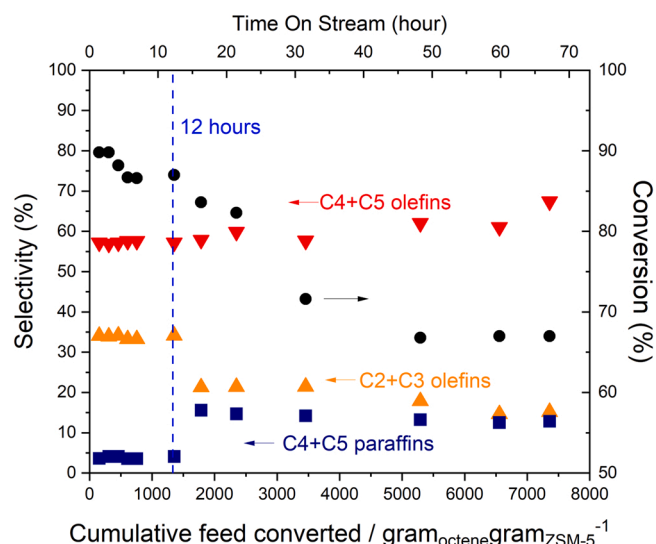 Time On Stream (hour)
0 10 20 30 40 50 60 70
100 100
90
80 90
70
60 80
50
40 70
30
20 60
10
0 50
12 hours
C4+C5 olefins
C2+C3 olefins
C4+C5 paraffins
Selectivity (%)
Conversion (%)
0 1000 2000 3000 4000 5000 6000 7000 8000
Cumulative feed converted / gram_octene gram_ZSM-5^-1